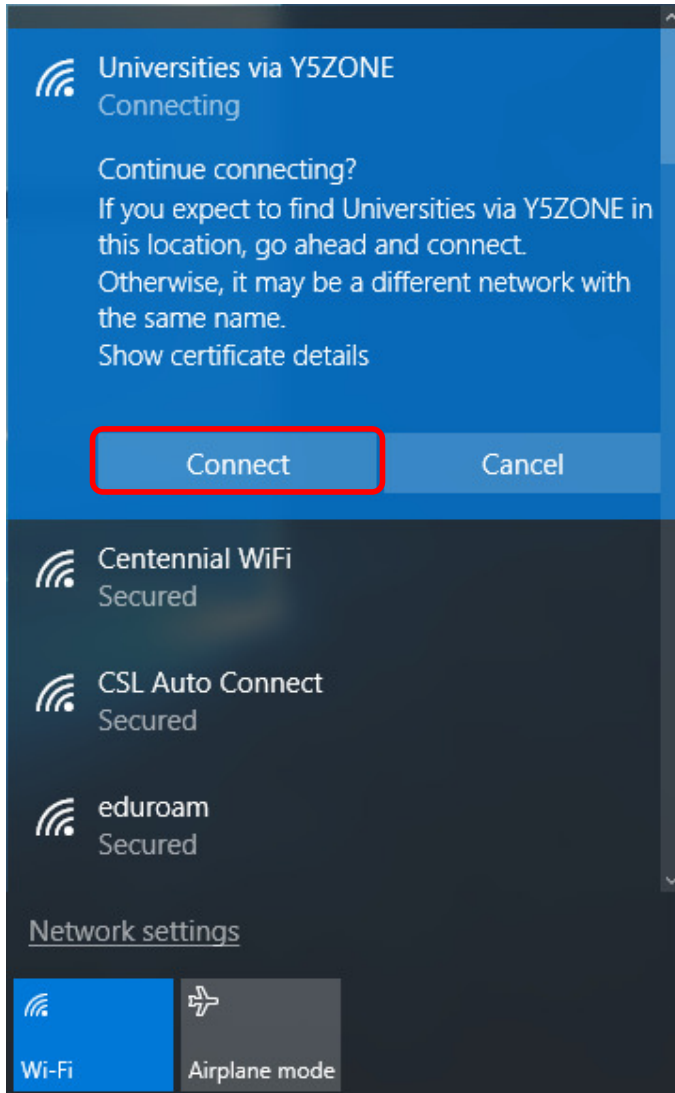 Universities via Y5ZONE
Connecting
Continue connecting?
If you expect to find Universities via Y5ZONE in
this location, go ahead and connect.
Otherwise, it may be a different network with
the same name.
Show certificate details
Connect Cancel
Centennial WiFi
Secured
CSL Auto Connect
Secured
eduroam
Secured
Network settings
Wi-Fi Airplane mode